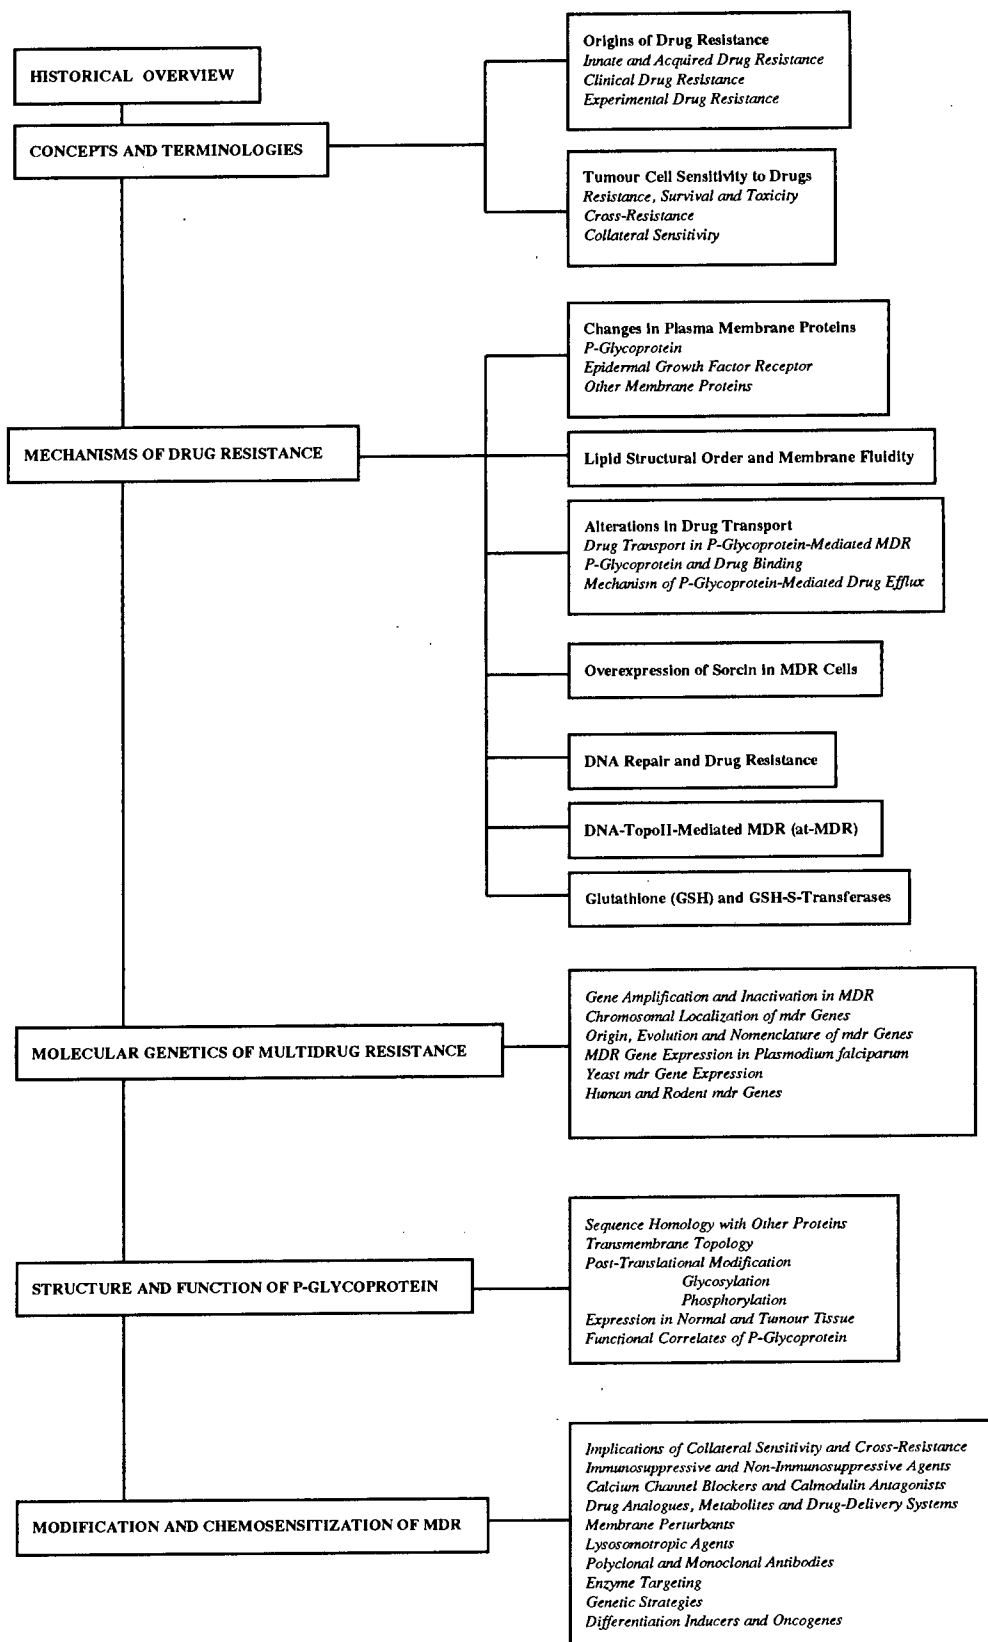 HISTORICAL OVERVIEW
CONCEPTS AND TERMINOLOGIES
Origins of Drug Resistance
Innate and Acquired Drug Resistance
Clinical Drug Resistance
Experimental Drug Resistance
Tumour Cell Sensitivity to Drugs
Resistance, Survival and Toxicity
Cross-Resistance
Collateral Sensitivity
MECHANISMS OF DRUG RESISTANCE
Changes in Plasma Membrane Proteins
P-Glycoprotein
Epidermal Growth Factor Receptor
Other Membrane Proteins
Lipid Structural Order and Membrane Fluidity
Alterations in Drug Transport
Drug Transport in P-Glycoprotein-Mediated MDR
P-Glycoprotein and Drug Binding
Mechanism of P-Glycoprotein-Mediated Drug Efflux
Overexpression of Sorcin in MDR Cells
DNA Repair and Drug Resistance
DNA-TopoII-Mediated MDR (at-MDR)
Glutathione (GSH) and GSH-S-Transferases
MOLECULAR GENETICS OF MULTIDRUG RESISTANCE
Gene Amplification and Inactivation in MDR
Chromosomal Localization of mdr Genes
Origin, Evolution and Nomenclature of mdr Genes
MDR Gene Expression in Plasmodium falciparum
Yeast mdr Gene Expression
Human and Rodent mdr Genes
STRUCTURE AND FUNCTION OF P-GLYCOPROTEIN
Sequence Homology with Other Proteins
Transmembrane Topology
Post-Translational Modification
Glycosylation
Phosphorylation
Expression in Normal and Tumour Tissue
Functional Correlates of P-Glycoprotein
MODIFICATION AND CHEMOSENSITIZATION OF MDR
Implications of Collateral Sensitivity and Cross-Resistance
Immunosuppressive and Non-Immunosuppressive Agents
Calcium Channel Blockers and Calmodulin Antagonists
Drug Analogues, Metabolites and Drug-Delivery Systems
Membrane Perturbants
Lysosomotropic Agents
Polyclonal and Monoclonal Antibodies
Enzyme Targeting
Genetic Strategies
Differentiation Inducers and Oncogenes